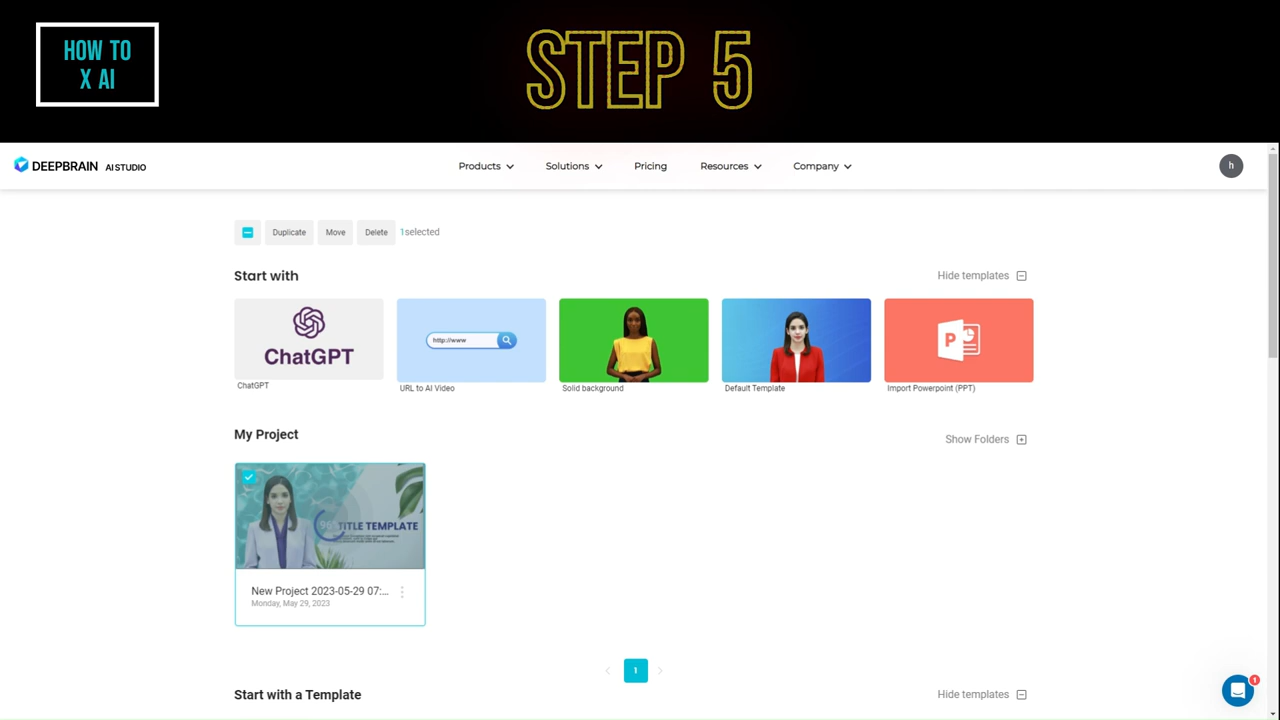 HOW TO
X AI
STEP 5
DEEPBRAIN AI STUDIO
Products
Solutions
Pricing
Resources
Company
h
Duplicate
Move
Delete
1selected
Start with
Hide templates
ChatGPT
http://www
P
ChatGPT
URL to AI Video
Solid background
Default Template
Import Powerpoint (PPT)
My Project
Show Folders
96%
TITLE TEMPLATE
New Project 2023-05-29 07:...
Monday, May 29, 2023
1
Start with a Template
Hide templates
1